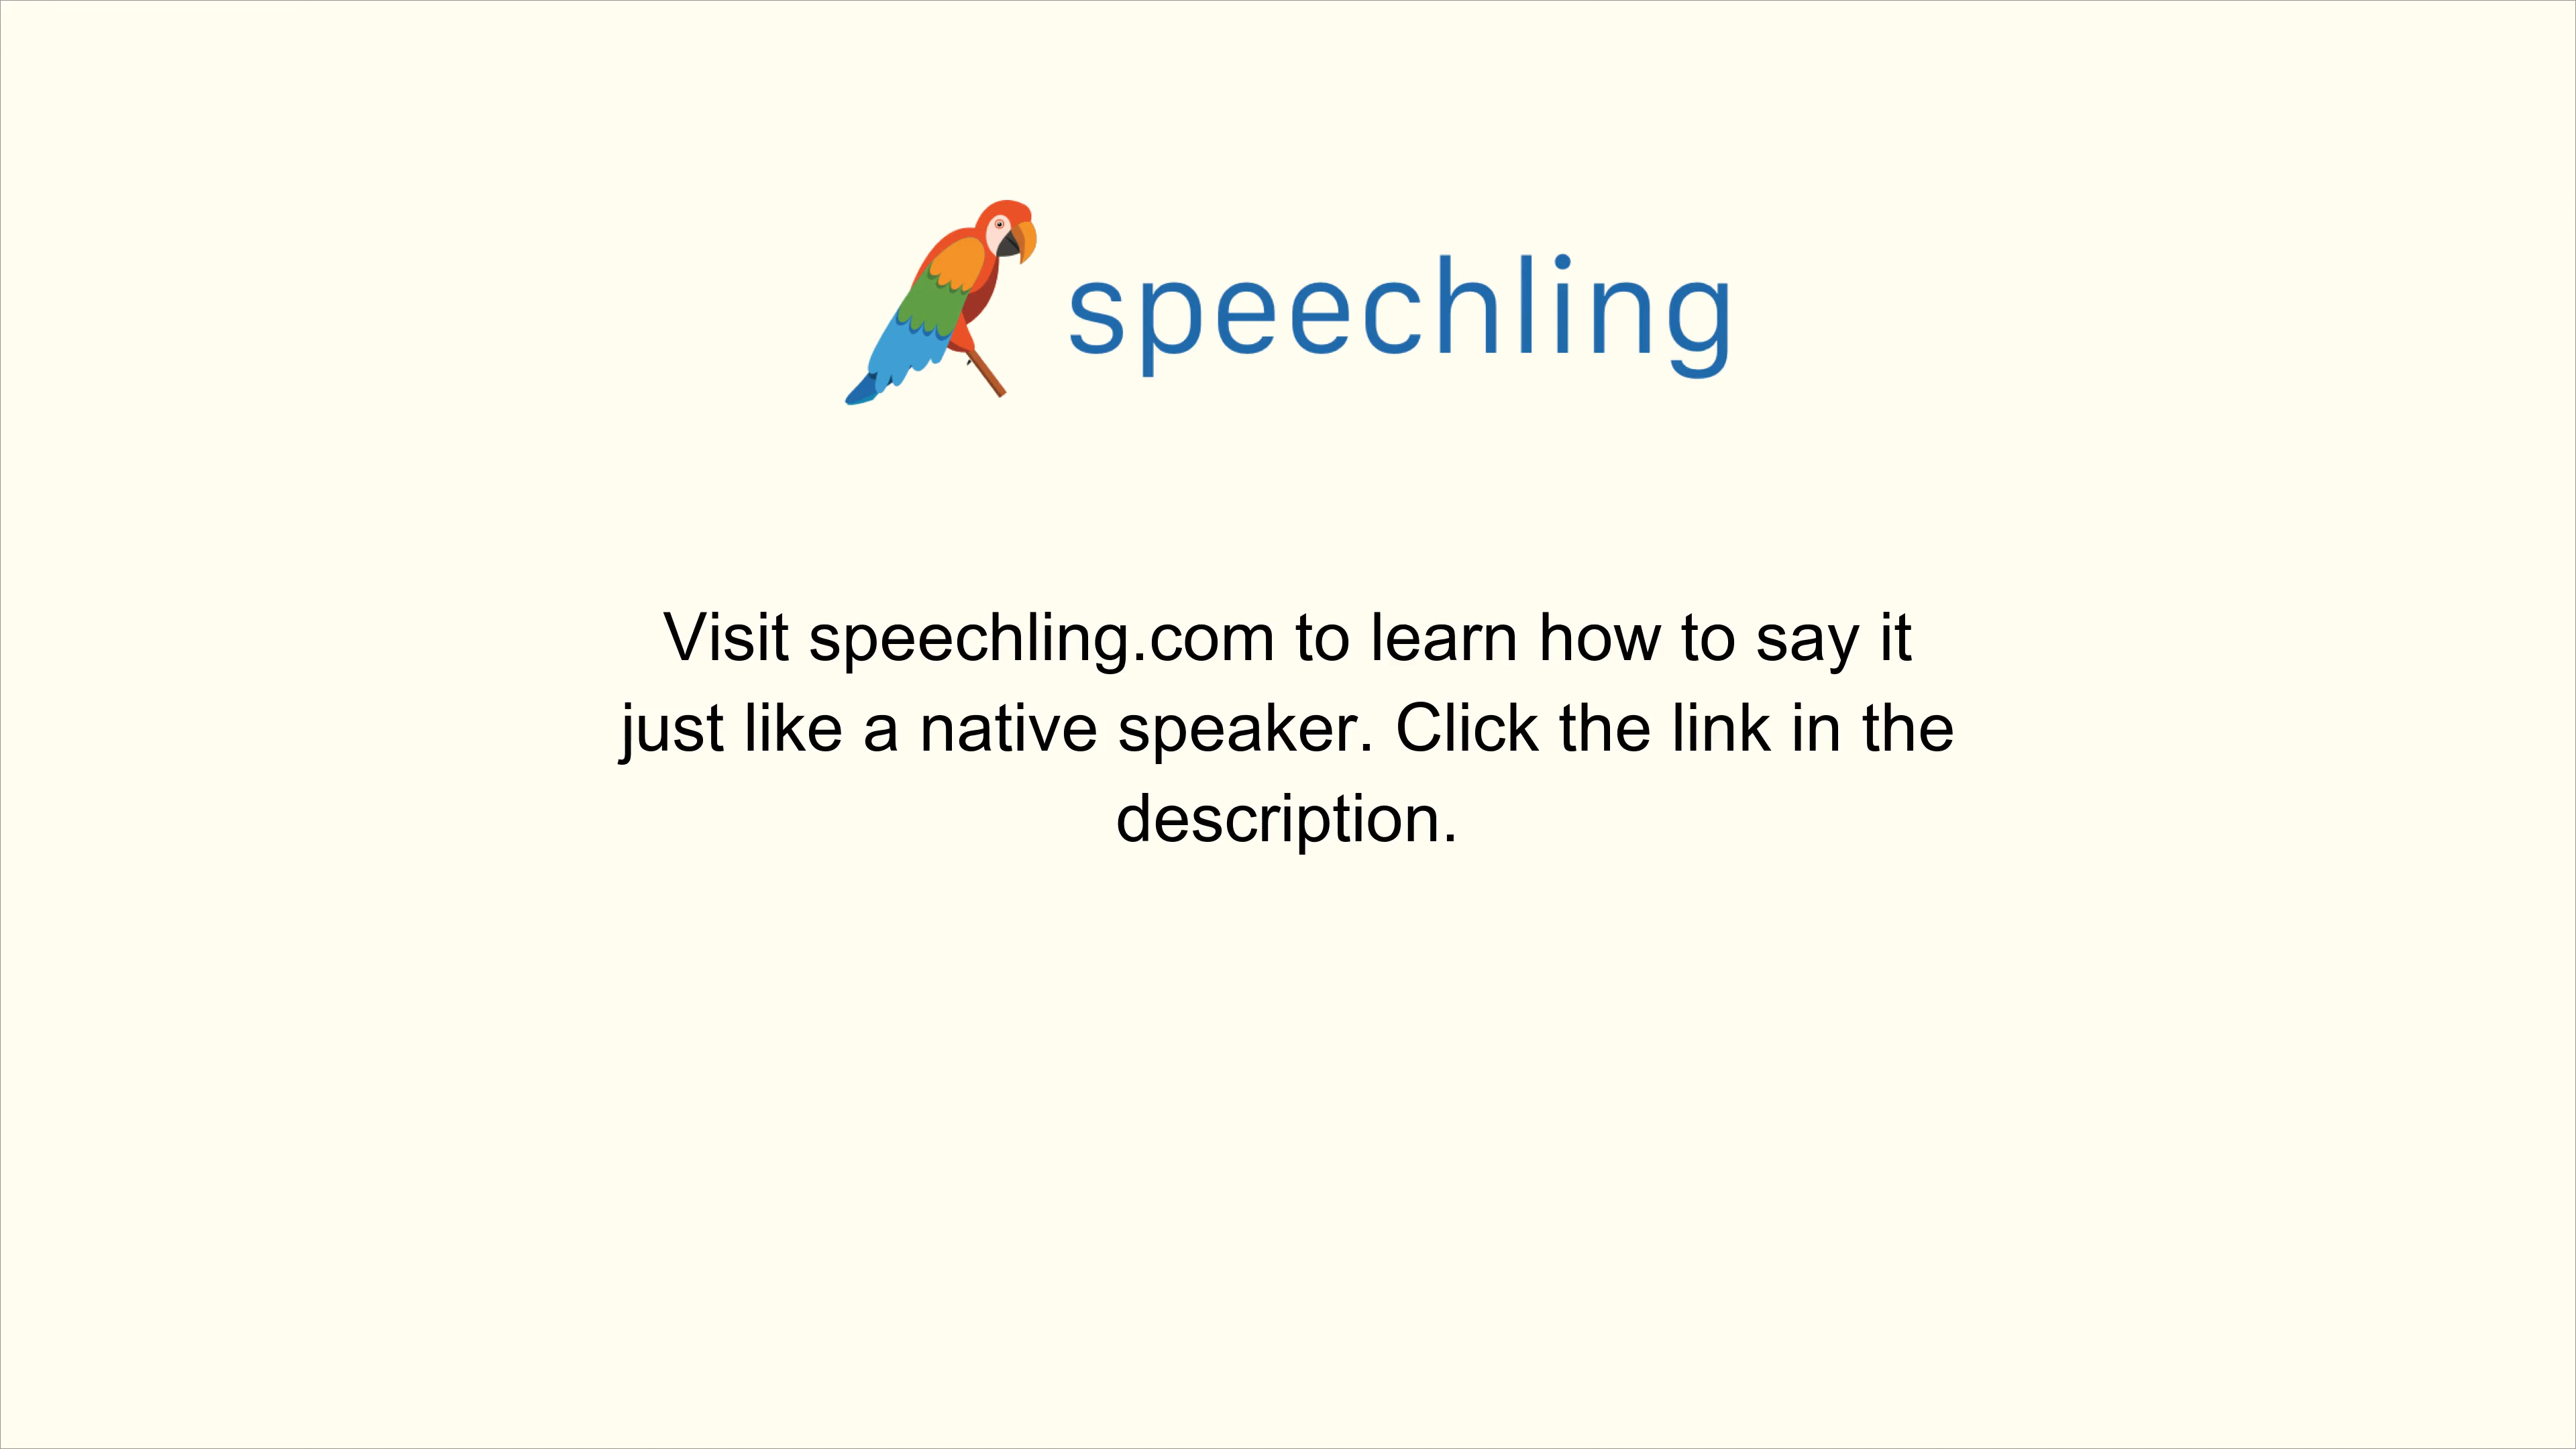 speechling
Visit speechling.com to learn how to say it
just like a native speaker. Click the link in the
description.